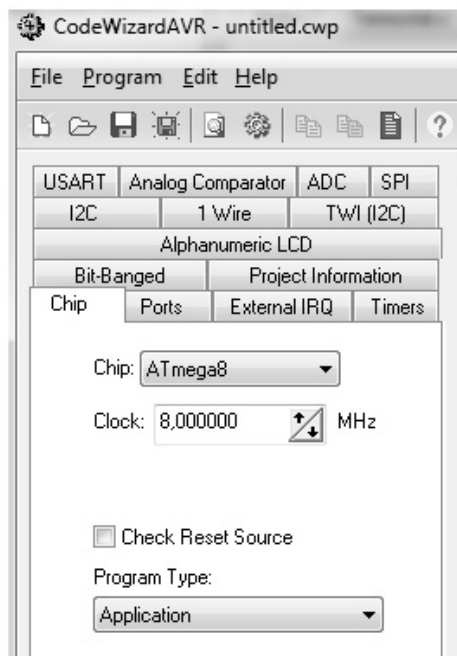 CodeWizardAVR - untitled.cwp
File Program Edit Help
?
USART Analog Comparator ADC SPI
I2C 1 Wire TWI (I2C)
Alphanumeric LCD
Bit-Banged Project Information
Chip Ports External IRQ Timers
Chip: ATmega8
Clock: 8,000000 MHz
Check Reset Source
Program Type:
Application